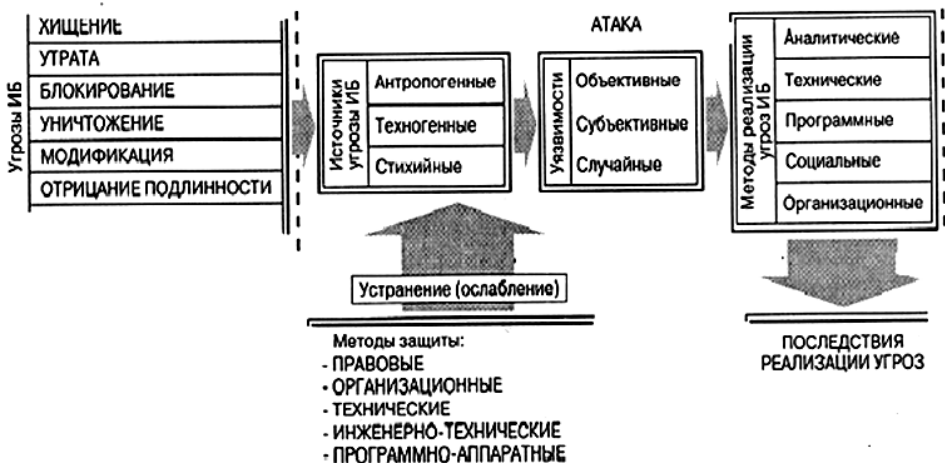 Угрозы ИБ
ХИЩЕНИЕ
УТРАТА
БЛОКИРОВАНИЕ
УНИЧТОЖЕНИЕ
МОДИФИКАЦИЯ
ОТРИЦАНИЕ ПОДЛИННОСТИ
Источники
угрозы ИБ
Антропогенные
Техногенные
Стихийные
АТАКА
Уязвимости
Объективные
Субъективные
Случайные
Методы реализации
угроз ИБ
Аналитические
Технические
Программные
Социальные
Организационные
Устранение (ослабление)
Методы защиты:
- ПРАВОВЫЕ
- ОРГАНИЗАЦИОННЫЕ
- ТЕХНИЧЕСКИЕ
- ИНЖЕНЕРНО-ТЕХНИЧЕСКИЕ
- ПРОГРАММНО-АППАРАТНЫЕ
ПОСЛЕДСТВИЯ
РЕАЛИЗАЦИИ УГРОЗ